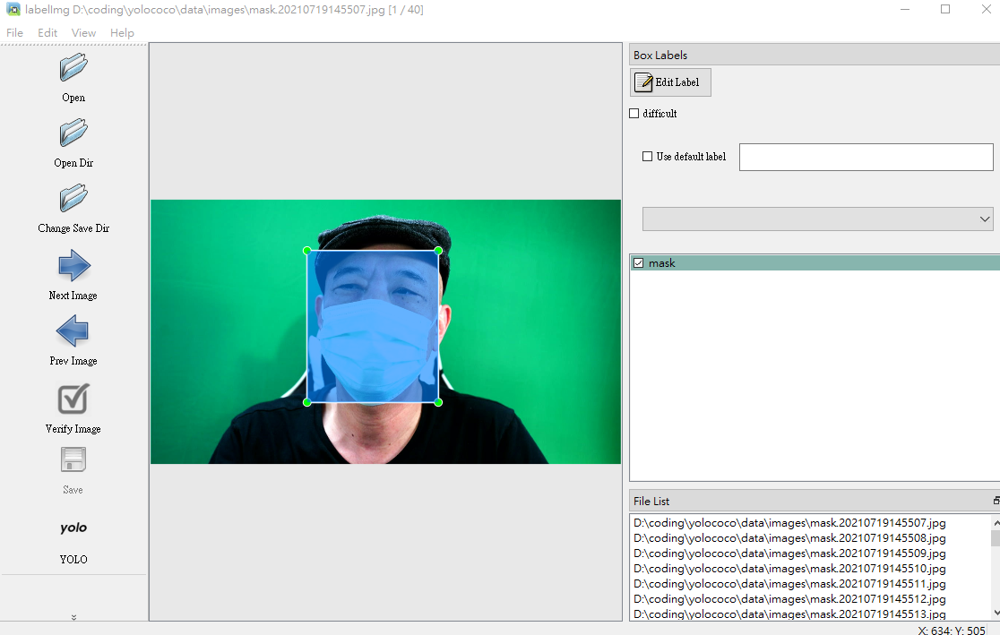 labelImg D:\coding\yolococo\data\images\mask.20210719145507.jpg [1 / 40]
File Edit View Help
Open
Open Dir
Change Save Dir
Next Image
Prev Image
Verify Image
Save
yolo
YOLO
Box Labels
Edit Label
difficult
Use default label
mask
File List
D:\coding\yolococo\data\images\mask.20210719145507.jpg
D:\coding\yolococo\data\images\mask.20210719145508.jpg
D:\coding\yolococo\data\images\mask.20210719145509.jpg
D:\coding\yolococo\data\images\mask.20210719145510.jpg
D:\coding\yolococo\data\images\mask.20210719145511.jpg
D:\coding\yolococo\data\images\mask.20210719145512.jpg
D:\coding\yolococo\data\images\mask.20210719145513.jpg
X: 634; Y: 505